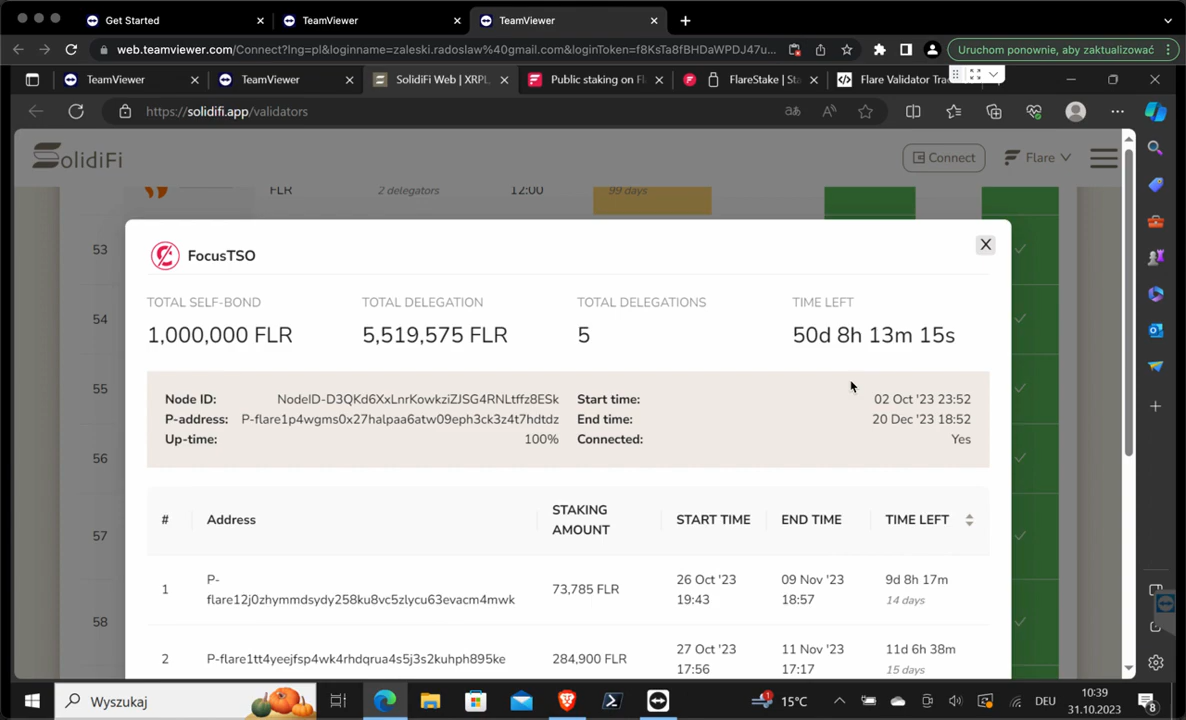 Get Started
TeamViewer
TeamViewer
web.teamviewer.com/Connect?lng=pl&loginname=zaleski.radoslaw%40gmail.com&loginToken=f8KsTa8fBHDaWPDJ47u...
Uruchom ponownie, aby zaktualizować
TeamViewer
TeamViewer
SolidiFi Web | XRPL
Public staking on Fl
FlareStake | Sta
Flare Validator Tra
https://solidifi.app/validators
SolidiFi
Connect
Flare
FLR
2 delegators
12:00
99 days
53
54
55
56
57
58
FocusTSO
X
TOTAL SELF-BOND
TOTAL DELEGATION
TOTAL DELEGATIONS
TIME LEFT
1,000,000 FLR
5,519,575 FLR
5
50d 8h 13m 15s
Node ID: NodeID-D3QKd6XxLnrKowkziZJSG4RNLtffz8ESk
Start time: 02 Oct '23 23:52
P-address: P-flare1p4wgms0x27halpaa6atw09eph3ck3z4t7hdtdz
End time: 20 Dec '23 18:52
Up-time: 100%
Connected: Yes
#
Address
STAKING
AMOUNT
START TIME
END TIME
TIME LEFT
1
P-
flare12j0zhymmdsydy258ku8vc5zlycu63evacm4mwk
73,785 FLR
26 Oct '23
19:43
09 Nov '23
18:57
9d 8h 17m
14 days
2
P-flare1tt4yeejfsp4wk4rhdqrua4s5j3s2kuhph895ke
284,900 FLR
27 Oct '23
17:56
11 Nov '23
17:17
11d 6h 38m
15 days
Wyszukaj
1
15°C
DEU
10:39
31.10.2023
8